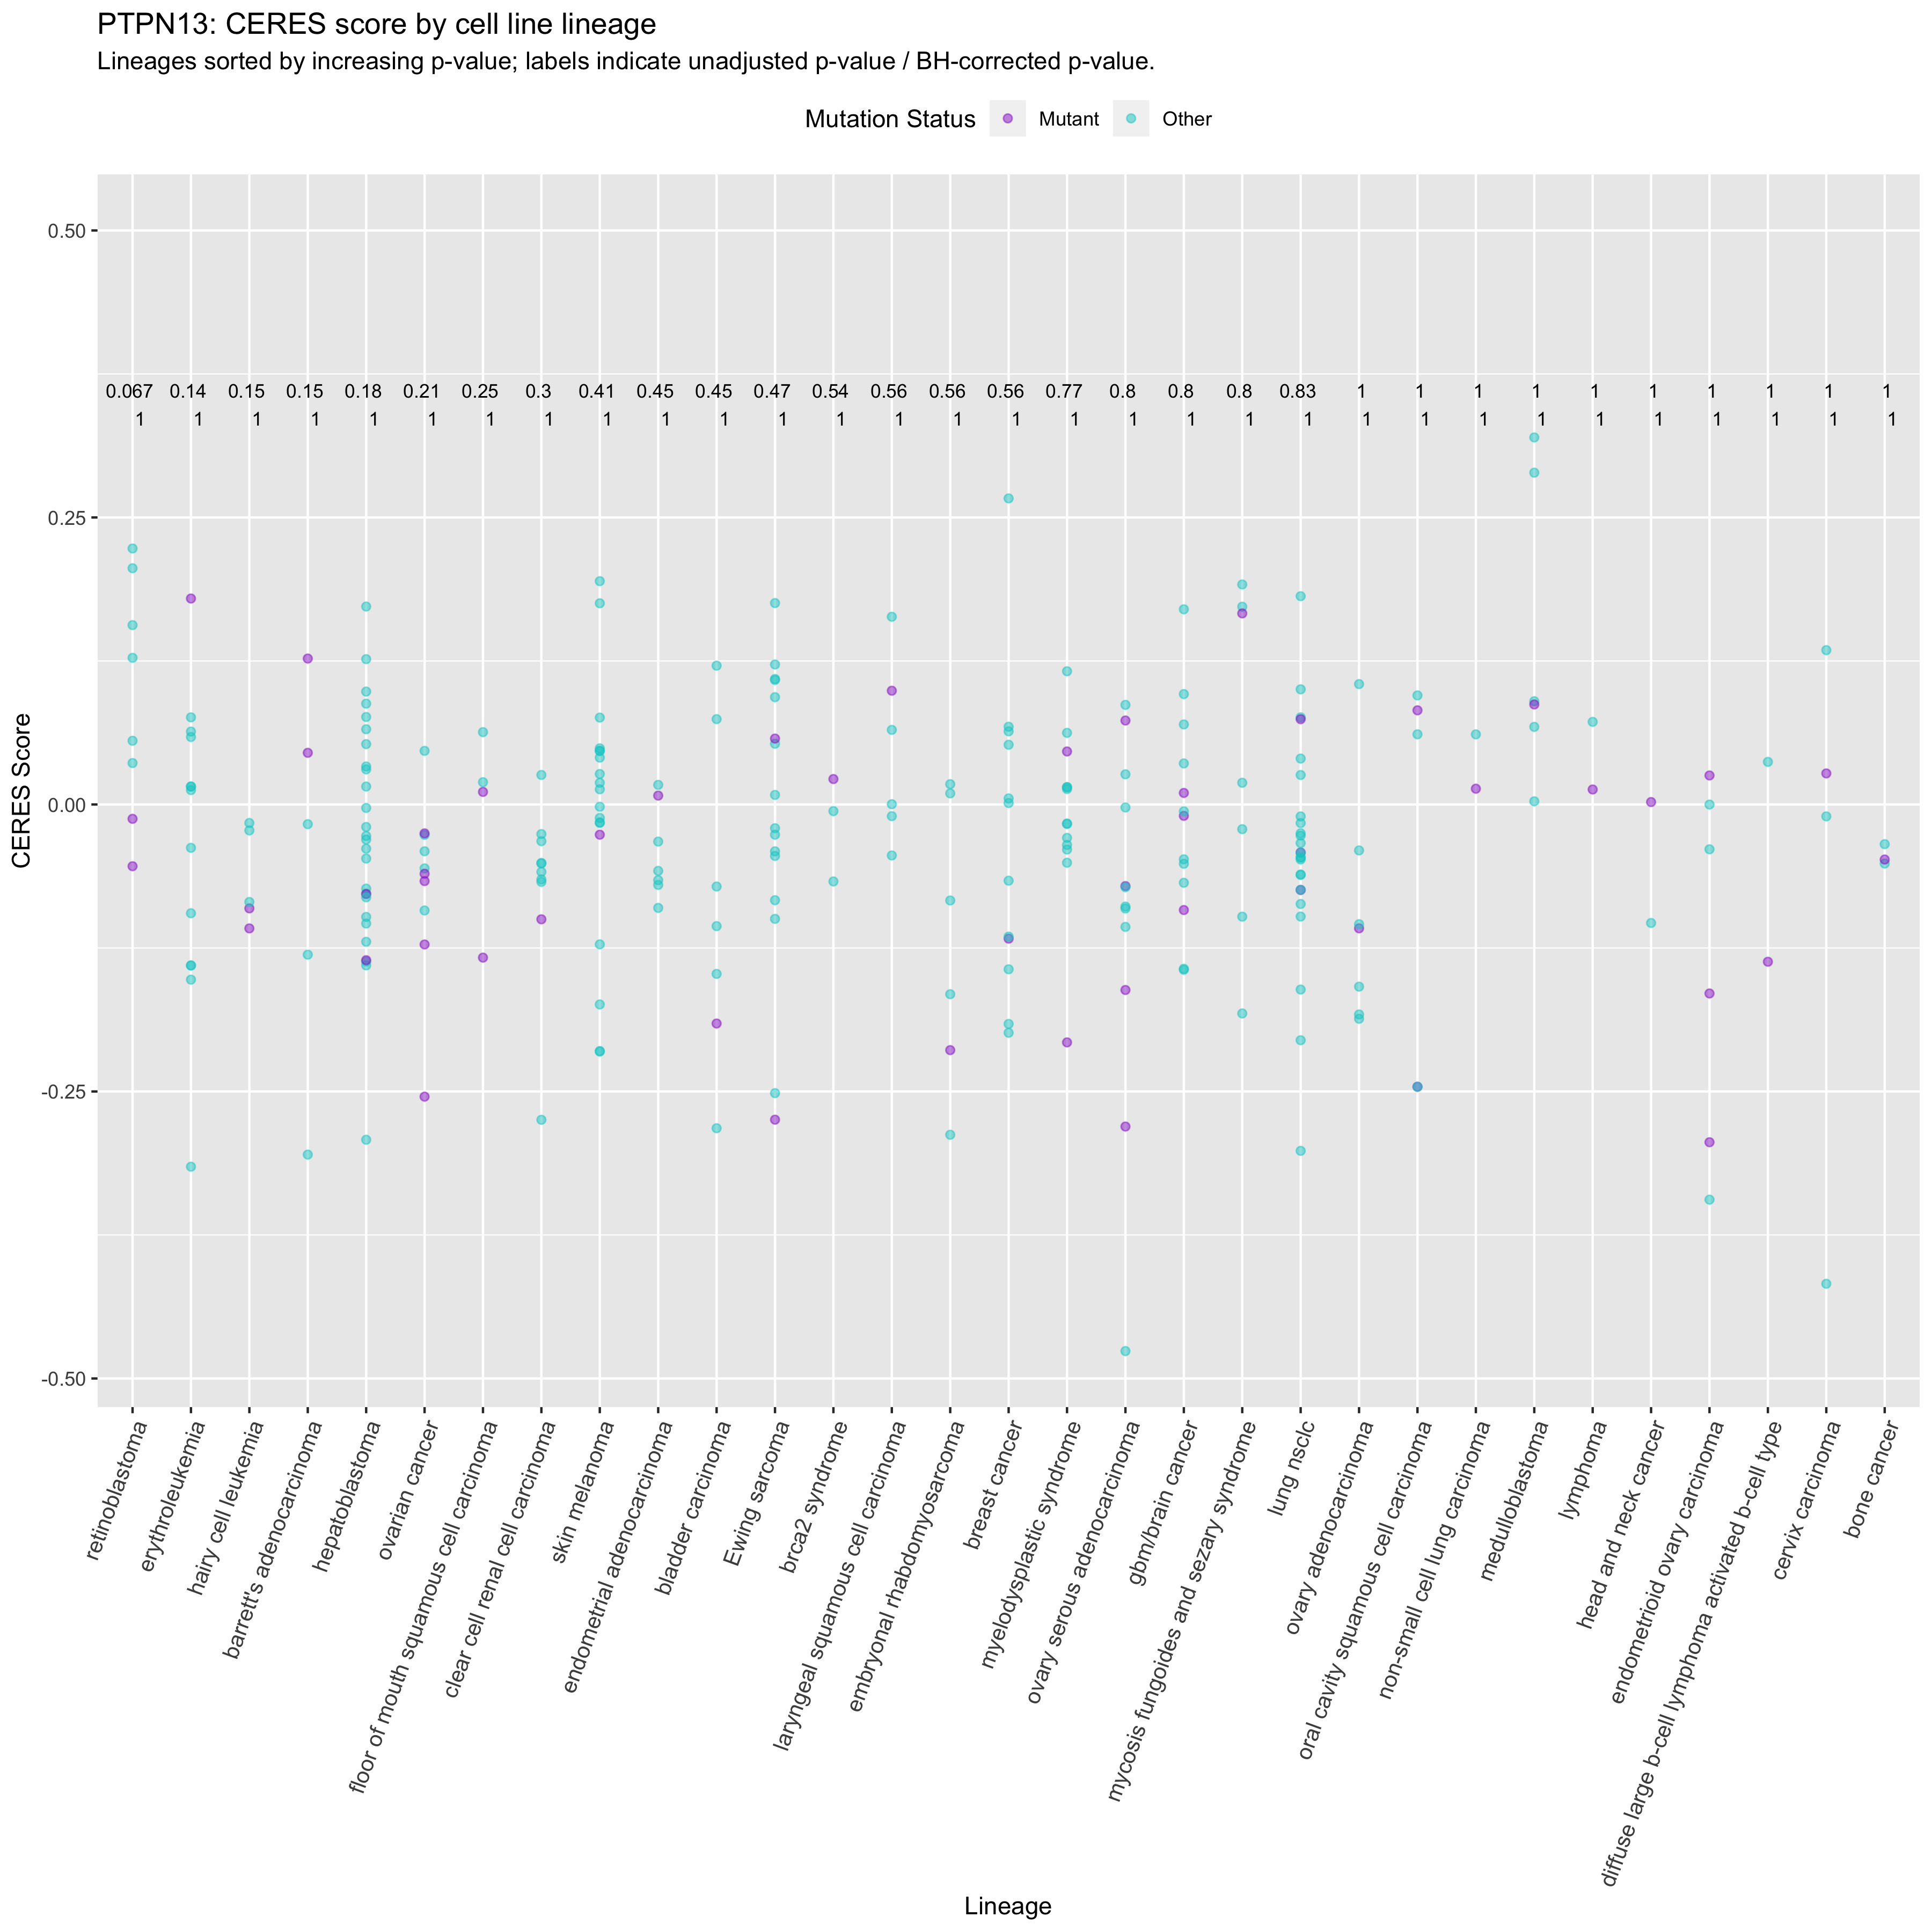 PTPN13: CERES score by cell line lineage
Lineages sorted by increasing p-value; labels indicate unadjusted p-value / BH-corrected p-value.
Mutation Status Mutant Other
0.50
0.067 0.14 0.15 0.15 0.18 0.21 0.25 0.3 0.41 0.45 0.45 0.47 0.54 0.56 0.56 0.56 0.77 0.8 0.8 0.8 0.83 1 1 1 1 1 1 1 1 1 1
1 1 1 1 1 1 1 1 1 1 1 1 1 1 1 1 1 1 1 1 1 1 1 1 1 1 1 1 1 1 1
0.25
0.00
-0.25
-0.50
CERES Score
retinoblastoma
erythroleukemia
hairy cell leukemia
barrett's adenocarcinoma
hepatoblastoma
ovarian cancer
floor of mouth squamous cell carcinoma
clear cell renal cell carcinoma
skin melanoma
endometrial adenocarcinoma
bladder carcinoma
Ewing sarcoma
brca2 syndrome
laryngeal squamous cell carcinoma
embryonal rhabdomyosarcoma
breast cancer
myelodysplastic syndrome
ovary serous adenocarcinoma
gbm/brain cancer
mycosis fungoides and sezary syndrome
lung nsclc
ovary adenocarcinoma
oral cavity squamous cell carcinoma
non-small cell lung carcinoma
medulloblastoma
lymphoma
head and neck cancer
endometrioid ovary carcinoma
diffuse large b-cell lymphoma activated b-cell type
cervix carcinoma
bone cancer
Lineage